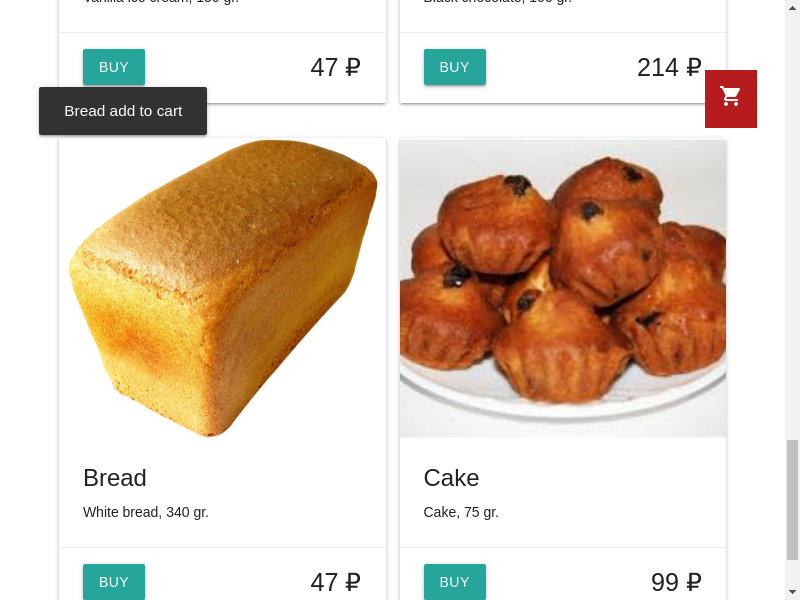 Vanilla ice cream, 150 gr.
Black chocolate, 100 gr.
BUY
47 ₽
BUY
214 ₽
Bread add to cart
Bread
White bread, 340 gr.
Cake
Cake, 75 gr.
BUY
47 ₽
BUY
99 ₽